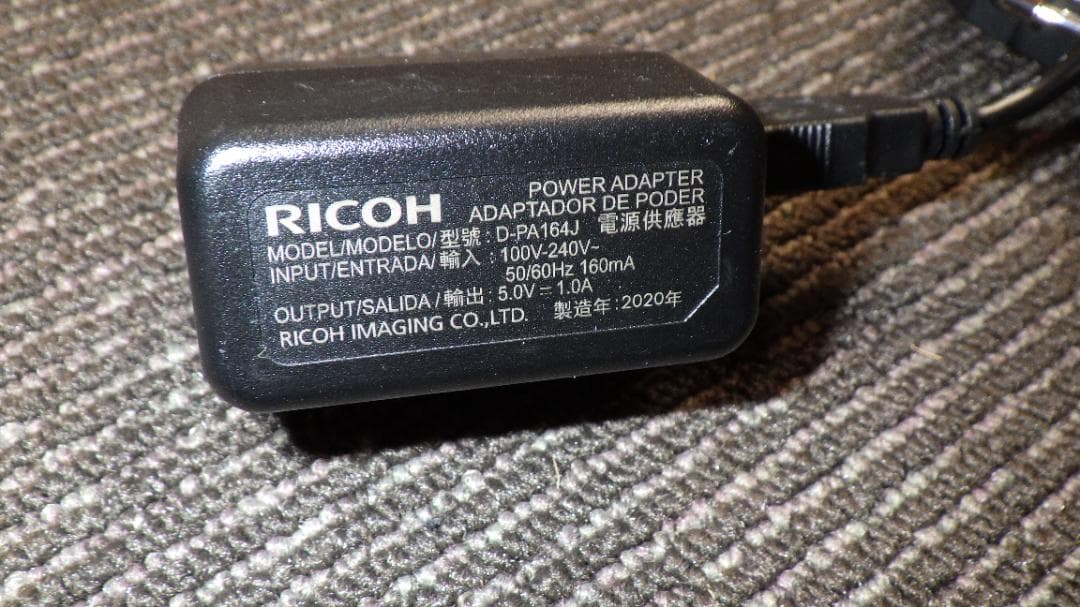 RICOH
POWER ADAPTER
ADAPTADOR DE PODER
MODEL/MODELO/型號 : D-PA164J 電源供應器
INPUT/ENTRADA/輸入 : 100V-240V~
50/60Hz 160mA
OUTPUT/SALIDA/輸出 : 5.0V⎓1.0A
RICOH IMAGING CO.,LTD. 製造年 : 2020年